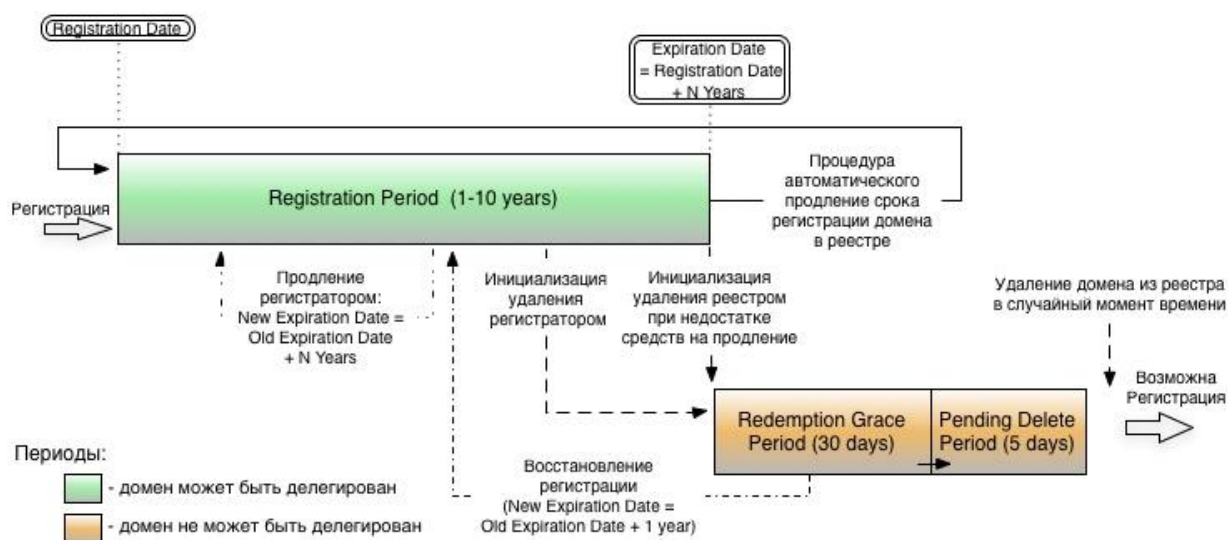 Registration Date
Expiration Date
= Registration Date
+ N Years
Регистрация
Registration Period (1-10 years)
Процедура
автоматического
продление срока
регистрации домена
в реестре
Продление
регистратором:
New Expiration Date =
Old Expiration Date
+ N Years
Инициализация
удаления
регистратором
Инициализация
удаления реестром
при недостатке
средств на продление
Удаление домена из реестра
в случайный момент времени
Redemption Grace
Period (30 days)
Pending Delete
Period (5 days)
Возможна
Регистрация
Восстановление
регистрации
(New Expiration Date =
Old Expiration Date + 1 year)
Периоды:
- домен может быть делегирован
- домен не может быть делегирован